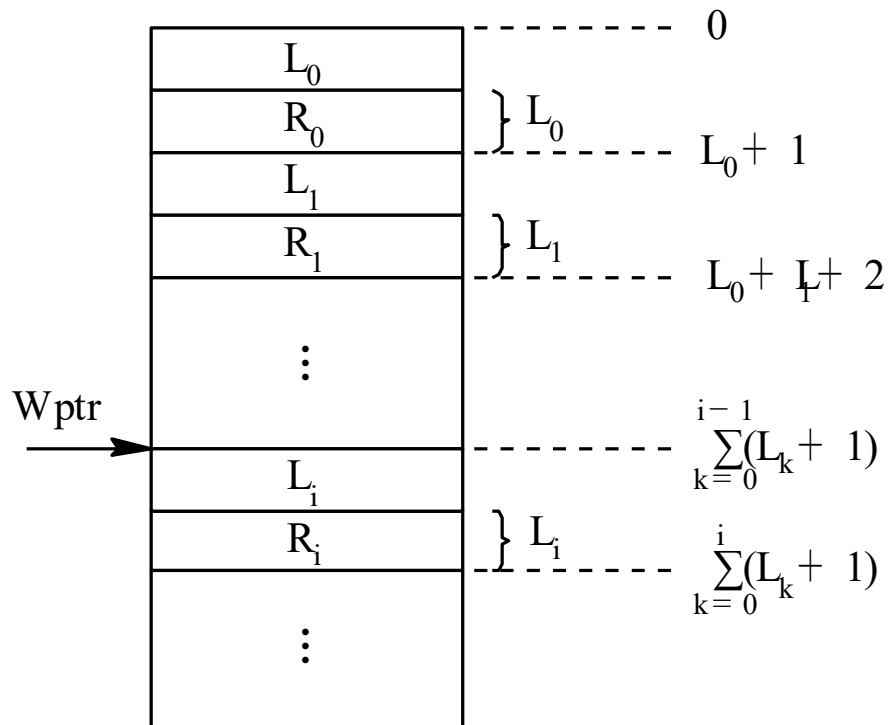 0
L₀
R₀ } L₀
L₀ + 1
L₁
R₁ } L₁
L₀ + L₁ + 2
⋮
Wptr
∑_{k=0}^{i-1} (Lₖ + 1)
Lᵢ
Rᵢ } Lᵢ
∑_{k=0}^{i} (Lₖ + 1)
⋮